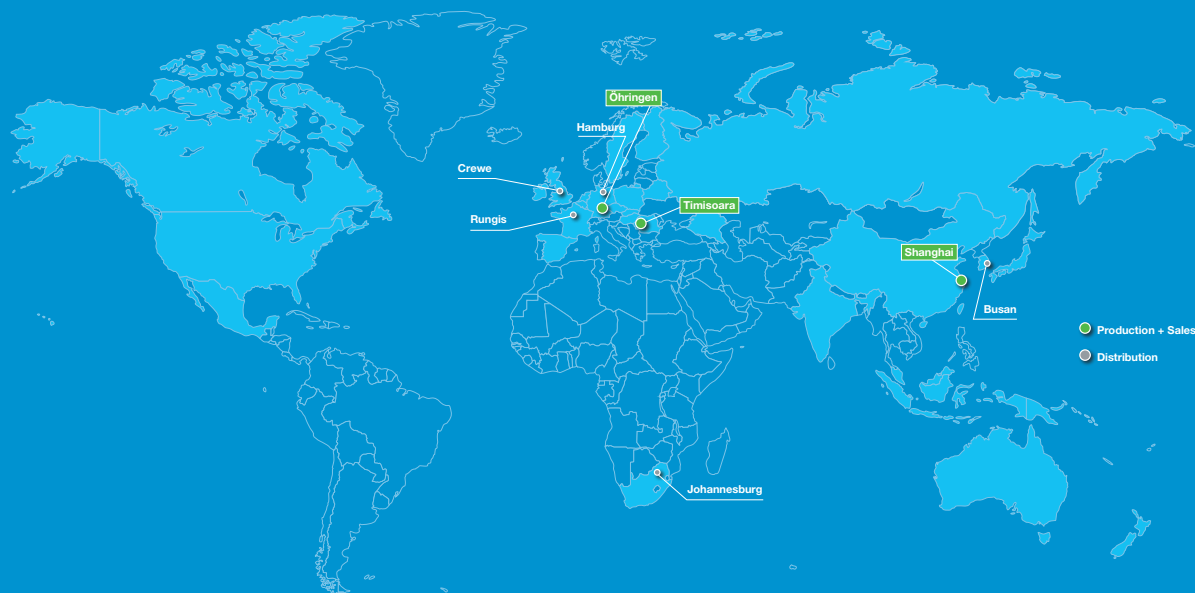 Öhringen
Hamburg
Crewe
Timisoara
Rungis
Shanghai
Busan
Production + Sales
Distribution
Johannesburg